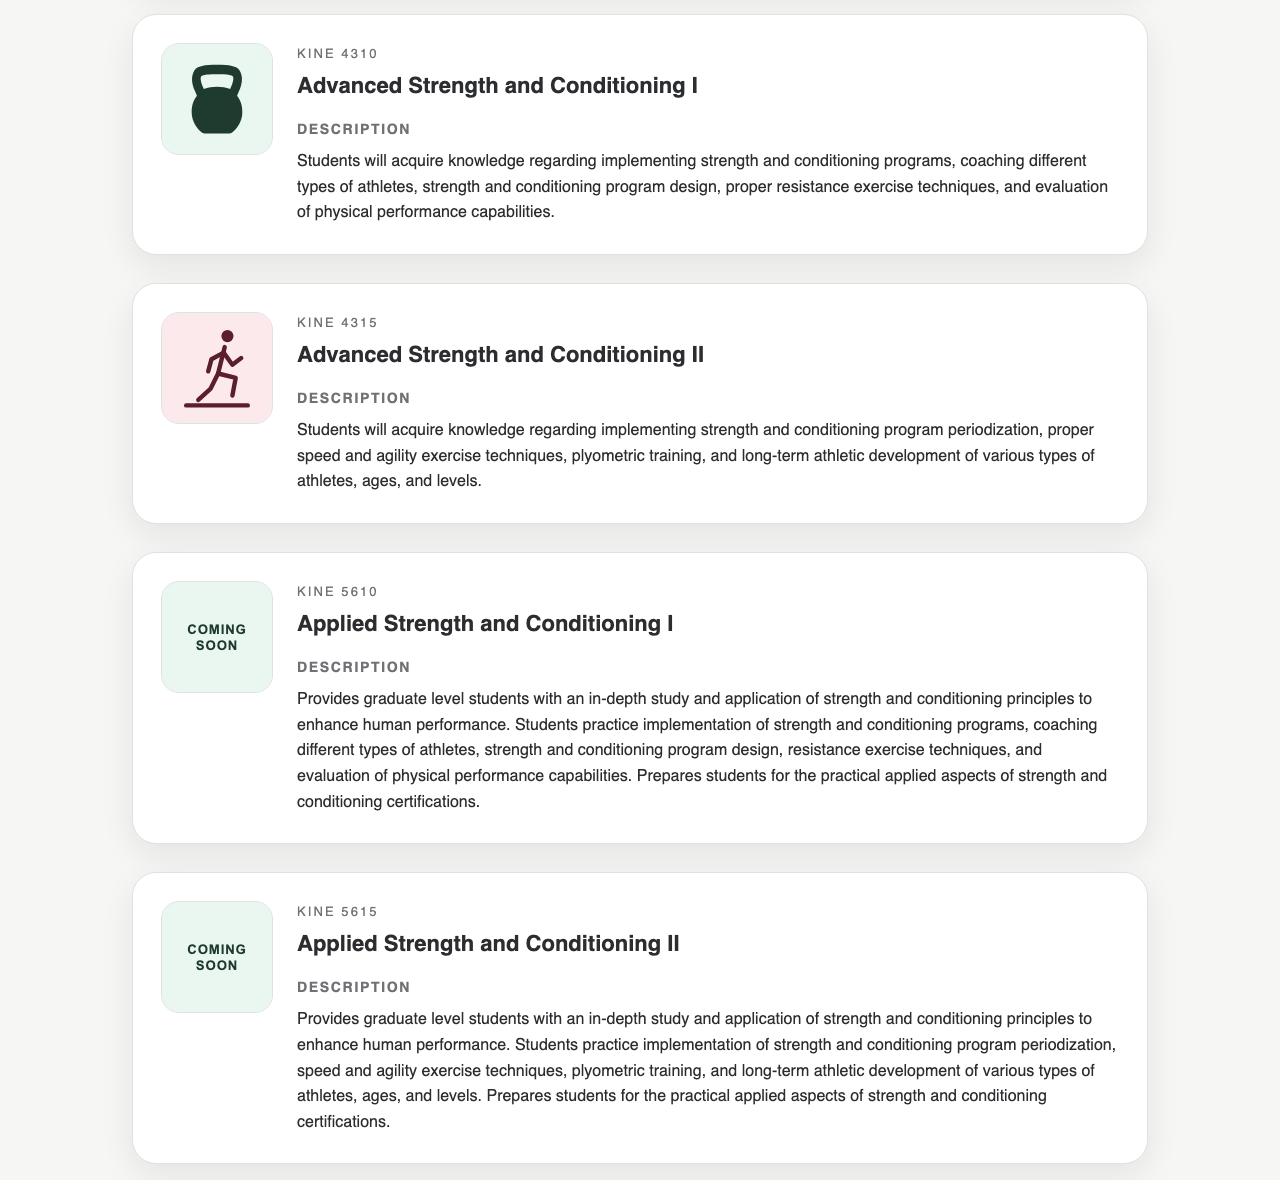 KINE 4310
Advanced Strength and Conditioning I
DESCRIPTION
Students will acquire knowledge regarding implementing strength and conditioning programs, coaching different
types of athletes, strength and conditioning program design, proper resistance exercise techniques, and evaluation
of physical performance capabilities.
KINE 4315
Advanced Strength and Conditioning II
DESCRIPTION
Students will acquire knowledge regarding implementing strength and conditioning program periodization, proper
speed and agility exercise techniques, plyometric training, and long-term athletic development of various types of
athletes, ages, and levels.
COMING
SOON
KINE 5610
Applied Strength and Conditioning I
DESCRIPTION
Provides graduate level students with an in-depth study and application of strength and conditioning principles to
enhance human performance. Students practice implementation of strength and conditioning programs, coaching
different types of athletes, strength and conditioning program design, resistance exercise techniques, and
evaluation of physical performance capabilities. Prepares students for the practical applied aspects of strength and
conditioning certifications.
COMING
SOON
KINE 5615
Applied Strength and Conditioning II
DESCRIPTION
Provides graduate level students with an in-depth study and application of strength and conditioning principles to
enhance human performance. Students practice implementation of strength and conditioning program periodization,
speed and agility exercise techniques, plyometric training, and long-term athletic development of various types of
athletes, ages, and levels. Prepares students for the practical applied aspects of strength and conditioning
certifications.